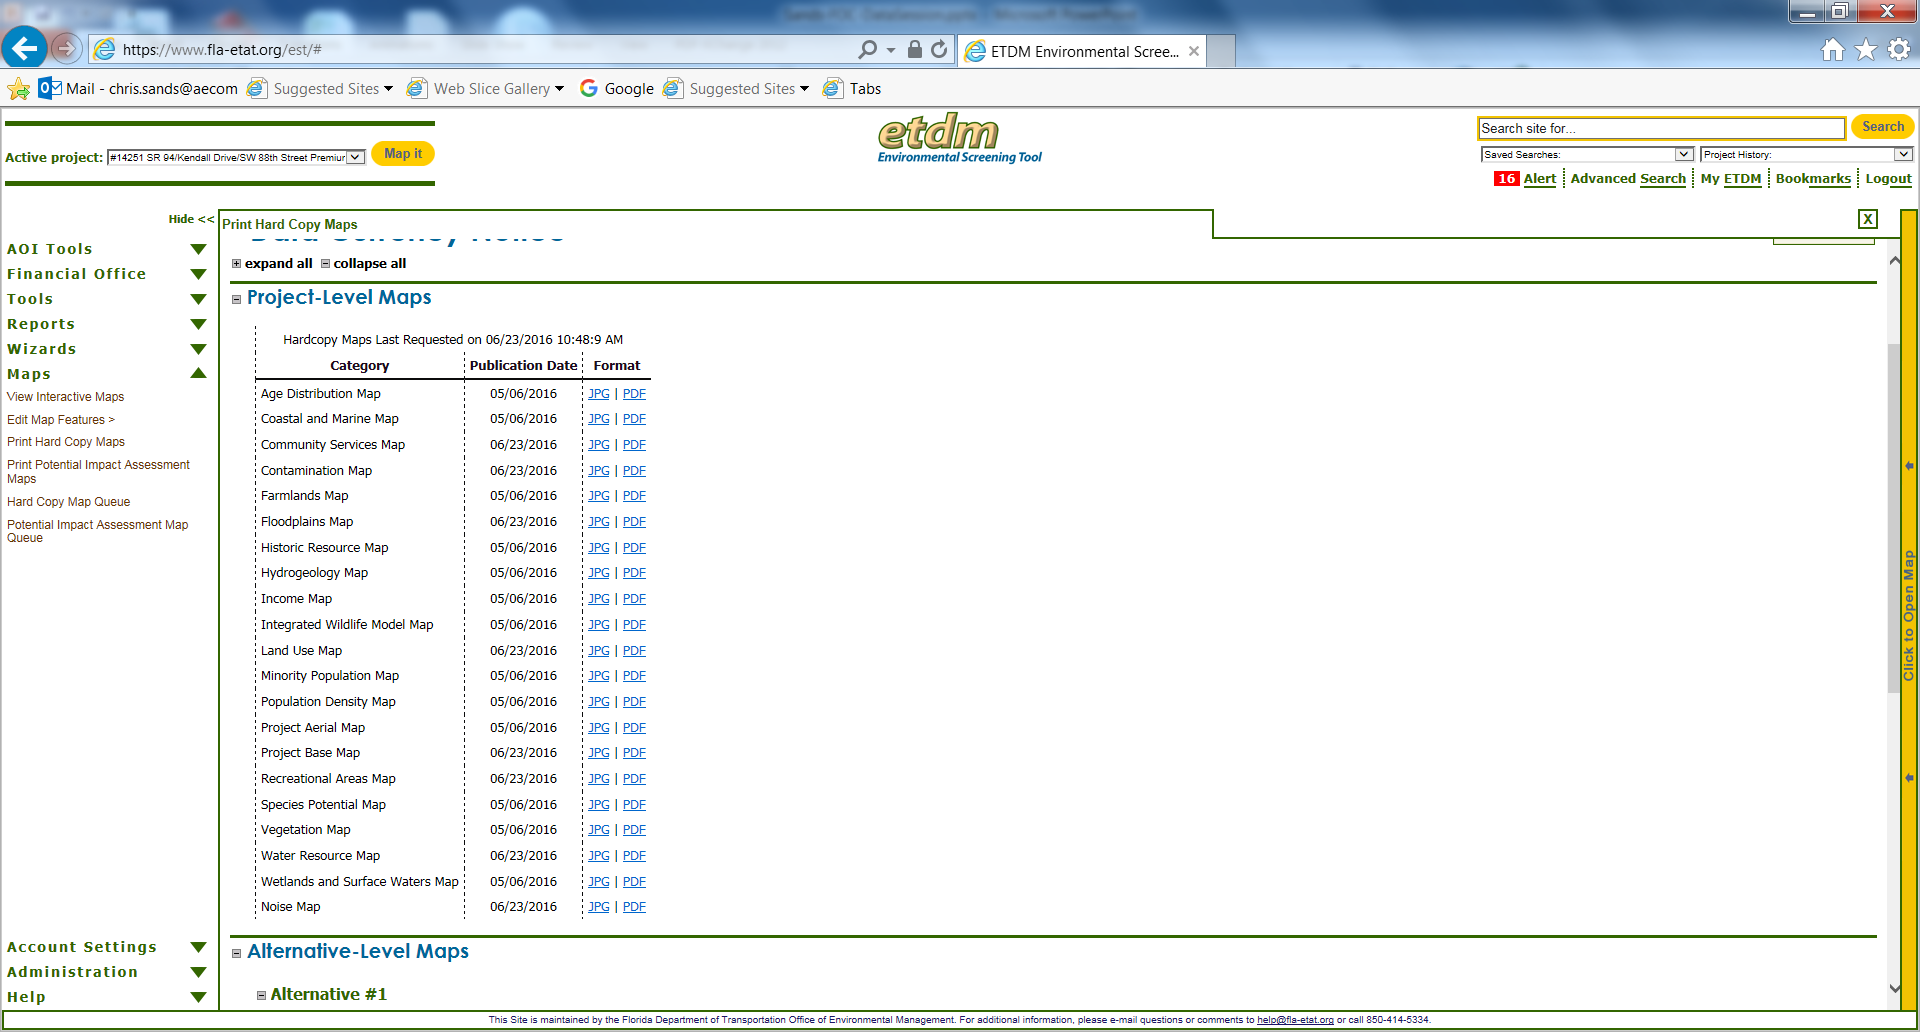 https://www.fla-etat.org/est/#
ETDM Environmental Scree...
Mail - chris.sands@aecom
Suggested Sites
Web Slice Gallery
Google
Suggested Sites
Tabs
Active project:
#14251 SR 94/Kendall Drive/SW 88th Street Premiur
Map it
etdm
Environmental Screening Tool
Search site for...
Search
Saved Searches:
Project History:
16 Alert
Advanced Search
My ETDM
Bookmarks
Logout
Hide <<
AOI Tools
Financial Office
Tools
Reports
Wizards
Maps
View Interactive Maps
Edit Map Features >
Print Hard Copy Maps
Print Potential Impact Assessment
Maps
Hard Copy Map Queue
Potential Impact Assessment Map
Queue
Account Settings
Administration
Help
Print Hard Copy Maps
X
Data Currency Notice
expand all collapse all
Project-Level Maps
Hardcopy Maps Last Requested on 06/23/2016 10:48:9 AM
Category Publication Date Format
Age Distribution Map 05/06/2016 JPG | PDF
Coastal and Marine Map 05/06/2016 JPG | PDF
Community Services Map 06/23/2016 JPG | PDF
Contamination Map 06/23/2016 JPG | PDF
Farmlands Map 05/06/2016 JPG | PDF
Floodplains Map 06/23/2016 JPG | PDF
Historic Resource Map 05/06/2016 JPG | PDF
Hydrogeology Map 05/06/2016 JPG | PDF
Income Map 05/06/2016 JPG | PDF
Integrated Wildlife Model Map 05/06/2016 JPG | PDF
Land Use Map 06/23/2016 JPG | PDF
Minority Population Map 05/06/2016 JPG | PDF
Population Density Map 05/06/2016 JPG | PDF
Project Aerial Map 05/06/2016 JPG | PDF
Project Base Map 06/23/2016 JPG | PDF
Recreational Areas Map 06/23/2016 JPG | PDF
Species Potential Map 05/06/2016 JPG | PDF
Vegetation Map 05/06/2016 JPG | PDF
Water Resource Map 06/23/2016 JPG | PDF
Wetlands and Surface Waters Map 05/06/2016 JPG | PDF
Noise Map 06/23/2016 JPG | PDF
Alternative-Level Maps
Alternative #1
Click to Open Map
This Site is maintained by the Florida Department of Transportation Office of Environmental Management. For additional information, please e-mail questions or comments to help@fla-etat.org or call 850-414-5334.